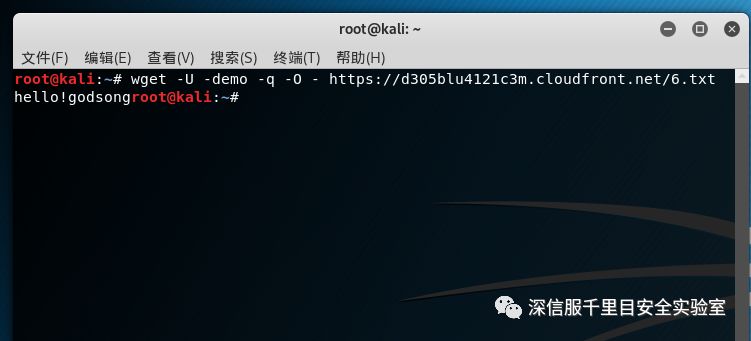 root@kali: ~
文件(F) 编辑(E) 查看(V) 搜索(S) 终端(T) 帮助(H)
root@kali:~# wget -U -demo -q -O - https://d305blu4121c3m.cloudfront.net/6.txt
hello!godsongroot@kali:~#
深信服千里目安全实验室